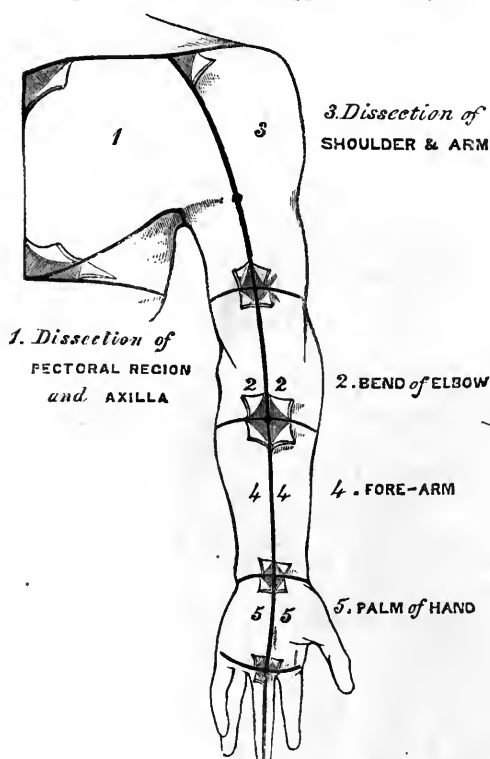 1
3
3. Dissection of
SHOULDER & ARM
1. Dissection of
PECTORAL REGION
and AXILLA
2 2
2. BEND of ELBOW
4 4
4. FORE-ARM
5 5
5. PALM of HAND